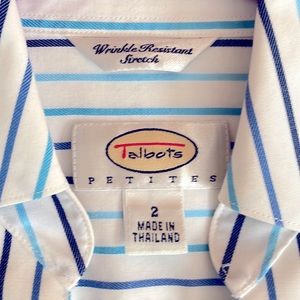 Wrinkle Resistant
Stretch
Talbots
PETITES
2
MADE IN
THAILAND